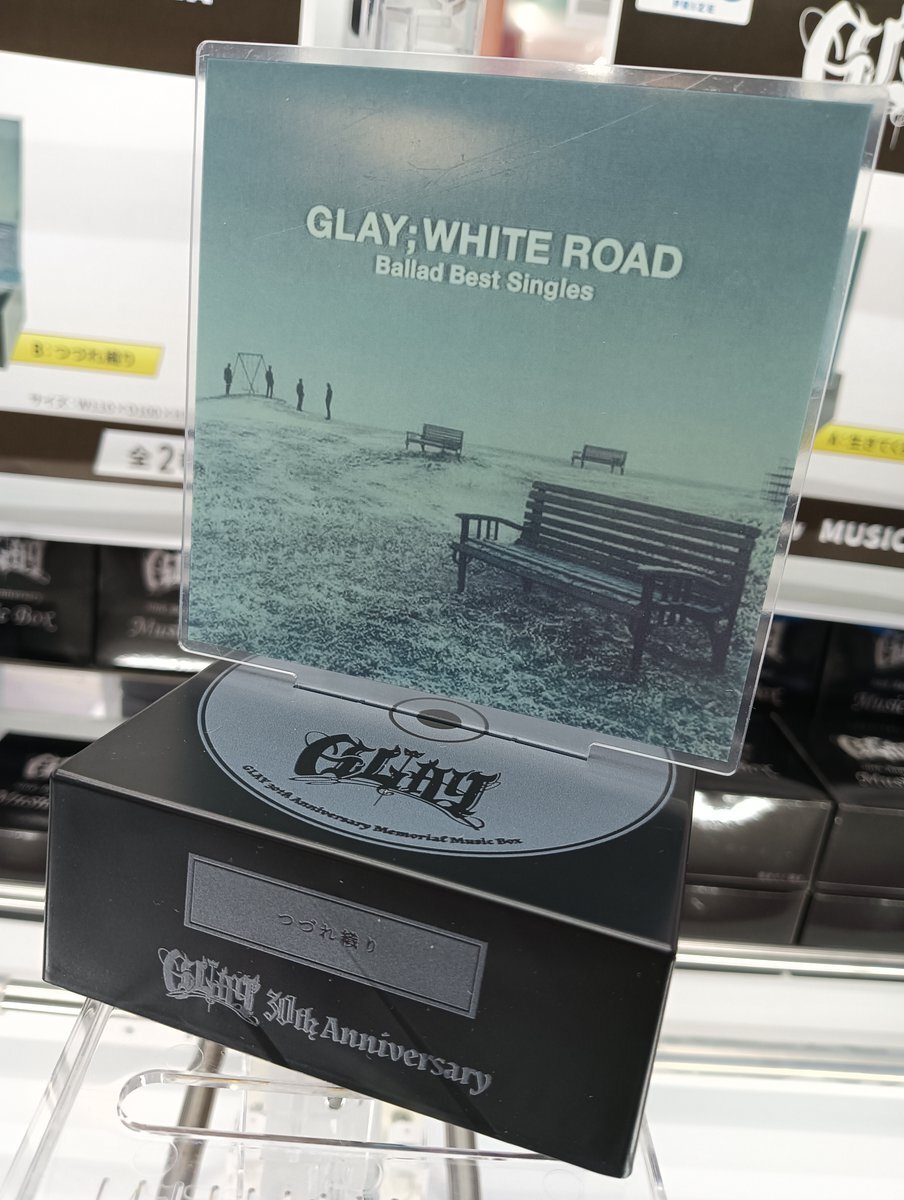 PRIZE
GLAY;WHITE ROAD
Ballad Best Singles
B:つづれ織り
全2
MUSIC
GLAY
GLAY 30th Anniversary Memorial Music Box
つづれ織り
GLAY 30th Anniversary